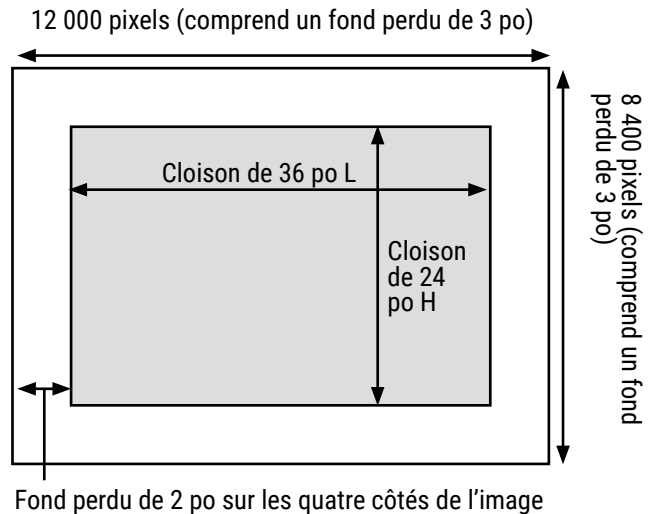 12 000 pixels (comprend un fond perdu de 3 po)
8 400 pixels (comprend un fond
perdu de 3 po)
Cloison de 36 po L
Cloison
de 24
po H
Fond perdu de 2 po sur les quatre côtés de l’image